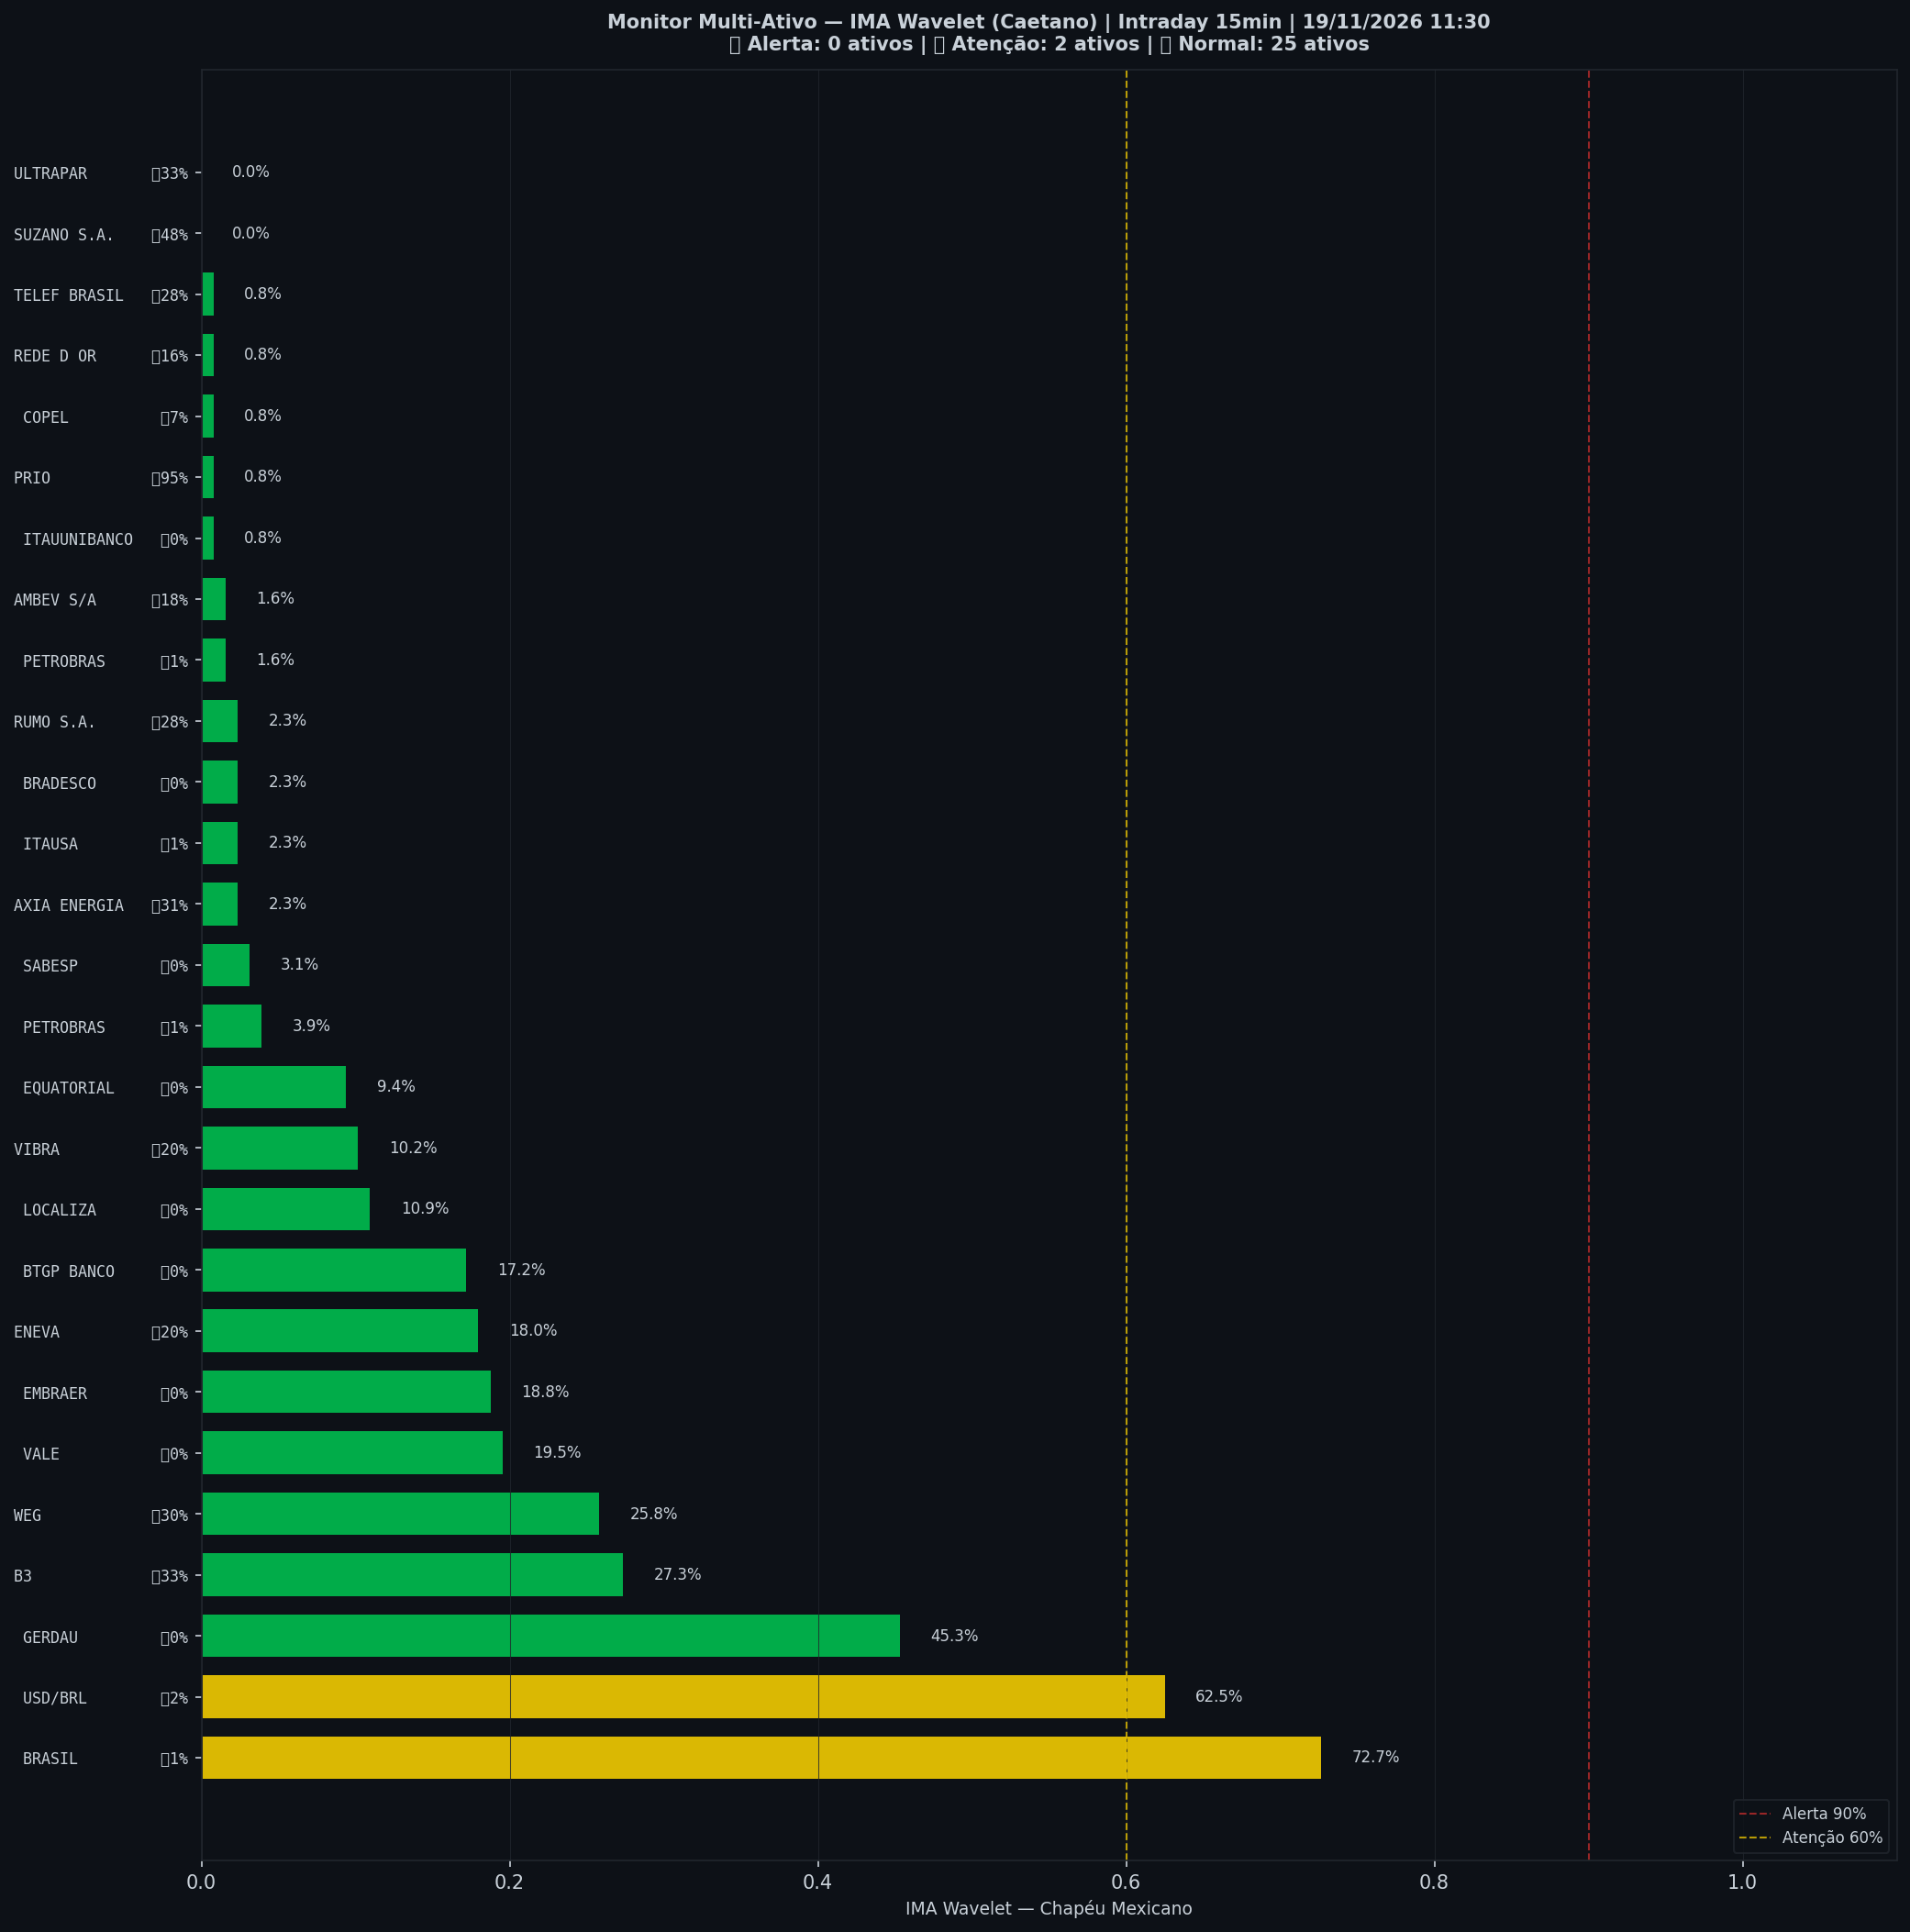 Monitor Multi-Ativo — IMA Wavelet (Caetano) | Intraday 15min | 19/11/2026 11:30
Alerta: 0 ativos | Atenção: 2 ativos | Normal: 25 ativos
ULTRAPAR 33% 0.0%
SUZANO S.A. 48% 0.0%
TELEF BRASIL 28% 0.8%
REDE D OR 16% 0.8%
COPEL 7% 0.8%
PRIO 95% 0.8%
ITAUUNIBANCO 0% 0.8%
AMBEV S/A 18% 1.6%
PETROBRAS 1% 1.6%
RUMO S.A. 28% 2.3%
BRADESCO 0% 2.3%
ITAUSA 1% 2.3%
AXIA ENERGIA 31% 2.3%
SABESP 0% 3.1%
PETROBRAS 1% 3.9%
EQUATORIAL 0% 9.4%
VIBRA 20% 10.2%
LOCALIZA 0% 10.9%
BTGP BANCO 0% 17.2%
ENEVA 20% 18.0%
EMBRAER 0% 18.8%
VALE 0% 19.5%
WEG 30% 25.8%
B3 33% 27.3%
GERDAU 0% 45.3%
USD/BRL 2% 62.5%
BRASIL 1% 72.7%
Alerta 90%
Atenção 60%
0.0 0.2 0.4 0.6 0.8 1.0
IMA Wavelet — Chapéu Mexicano